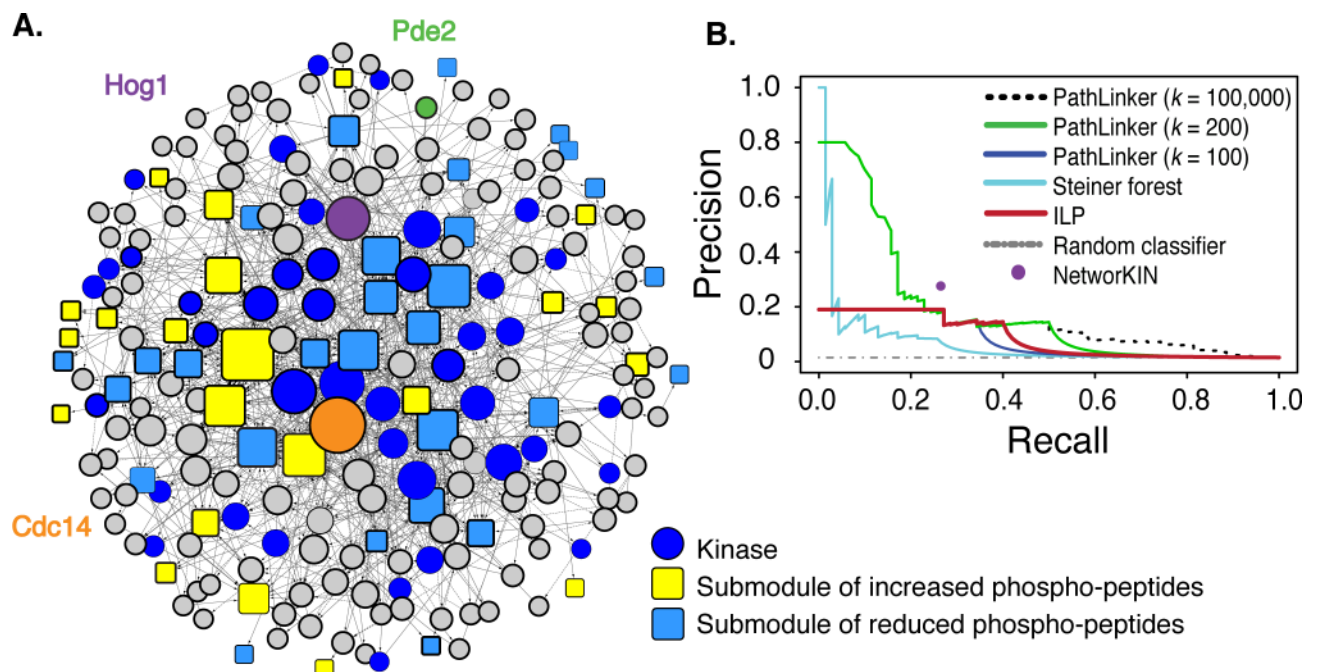 A.
Pde2
Hog1
Cdc14
B.
1.0
0.8
0.6
0.4
0.2
0
Precision
PathLinker (k = 100,000)
PathLinker (k = 200)
PathLinker (k = 100)
Steiner forest
ILP
Random classifier
NetworKIN
0.0 0.2 0.4 0.6 0.8 1.0
Recall
Kinase
Submodule of increased phospho-peptides
Submodule of reduced phospho-peptides